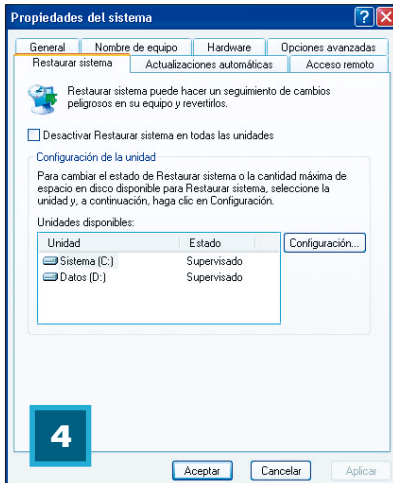 Propiedades del sistema
General Nombre de equipo Hardware Opciones avanzadas
Restaurar sistema Actualizaciones automáticas Acceso remoto
Restaurar sistema puede hacer un seguimiento de cambios
peligrosos en su equipo y revertirlos.
Desactivar Restaurar sistema en todas las unidades
Configuración de la unidad
Para cambiar el estado de Restaurar sistema o la cantidad máxima de
espacio en disco disponible para Restaurar sistema, seleccione la
unidad y, a continuación, haga clic en Configuración.
Unidades disponibles:
Unidad Estado
Configuración...
Sistema (C:) Supervisado
Datos (D:) Supervisado
4
Aceptar Cancelar Aplicar